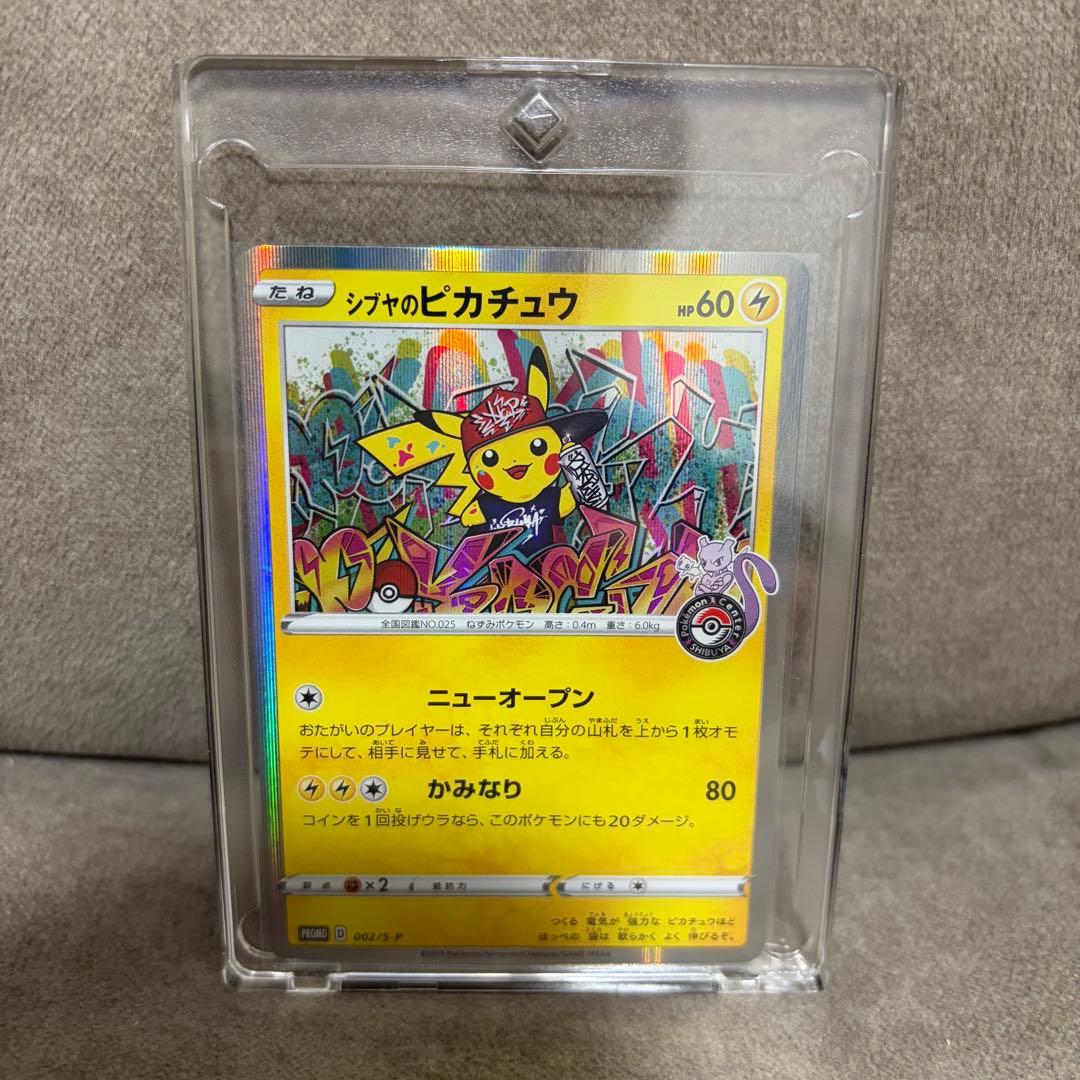 たね シブヤのピカチュウ HP 60
Pokémon Center
SHIBUYA
全国図鑑NO.025 ねずみポケモン 高さ:0.4m 重さ:6.0kg
ニューオープン
おたがいのプレイヤーは、それぞれ自分の山札を上から1枚オモ
テにして、相手に見せて、手札に加える。
かみなり 80
コインを1回投げウラなら、このポケモンにも20ダメージ。
弱点 ×2 抵抗力 にげる
つくる 電気が 強力な ピカチュウほど
ほっぺの 袋は 軟らかく よく 伸びるぞ。
PROMO D 002/S-P
©2019 Pokémon/Nintendo/Creatures/GAME FREAK